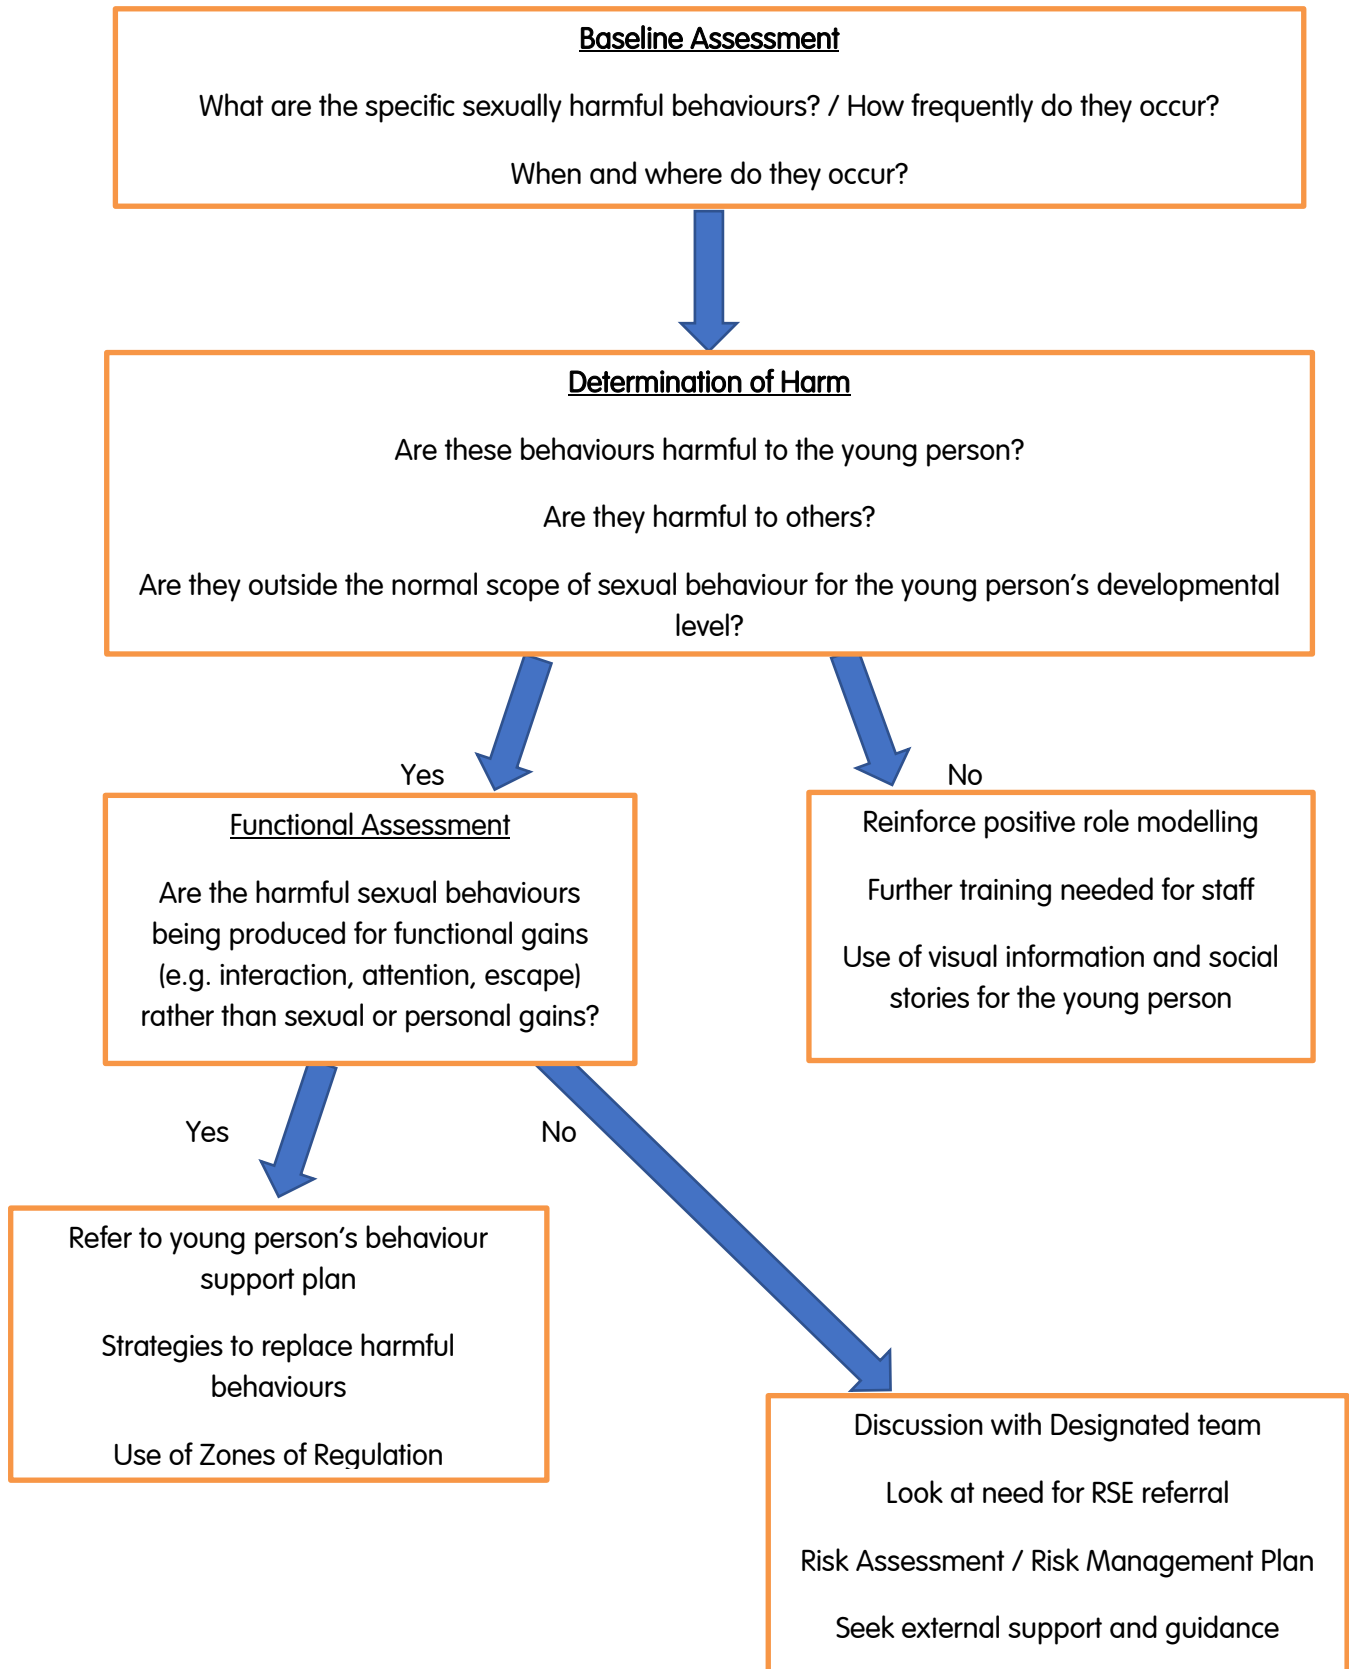 Baseline Assessment
What are the specific sexually harmful behaviours? / How frequently do they occur?
When and where do they occur?
Determination of Harm
Are these behaviours harmful to the young person?
Are they harmful to others?
Are they outside the normal scope of sexual behaviour for the young person's developmental
level?
Yes
No
Functional Assessment
Are the harmful sexual behaviours
being produced for functional gains
(e.g. interaction, attention, escape)
rather than sexual or personal gains?
Reinforce positive role modelling
Further training needed for staff
Use of visual information and social
stories for the young person
Yes
No
Refer to young person's behaviour
support plan
Strategies to replace harmful
behaviours
Use of Zones of Regulation
Discussion with Designated team
Look at need for RSE referral
Risk Assessment / Risk Management Plan
Seek external support and guidance